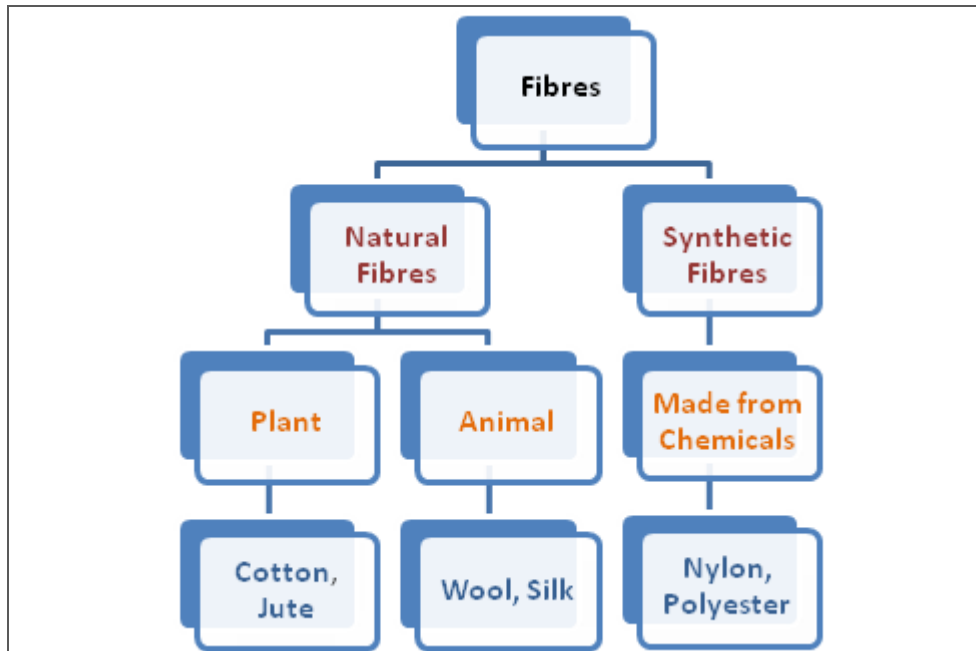 Fibres
Natural
Fibres
Synthetic
Fibres
Plant
Animal
Made from
Chemicals
Cotton,
Jute
Wool, Silk
Nylon,
Polyester